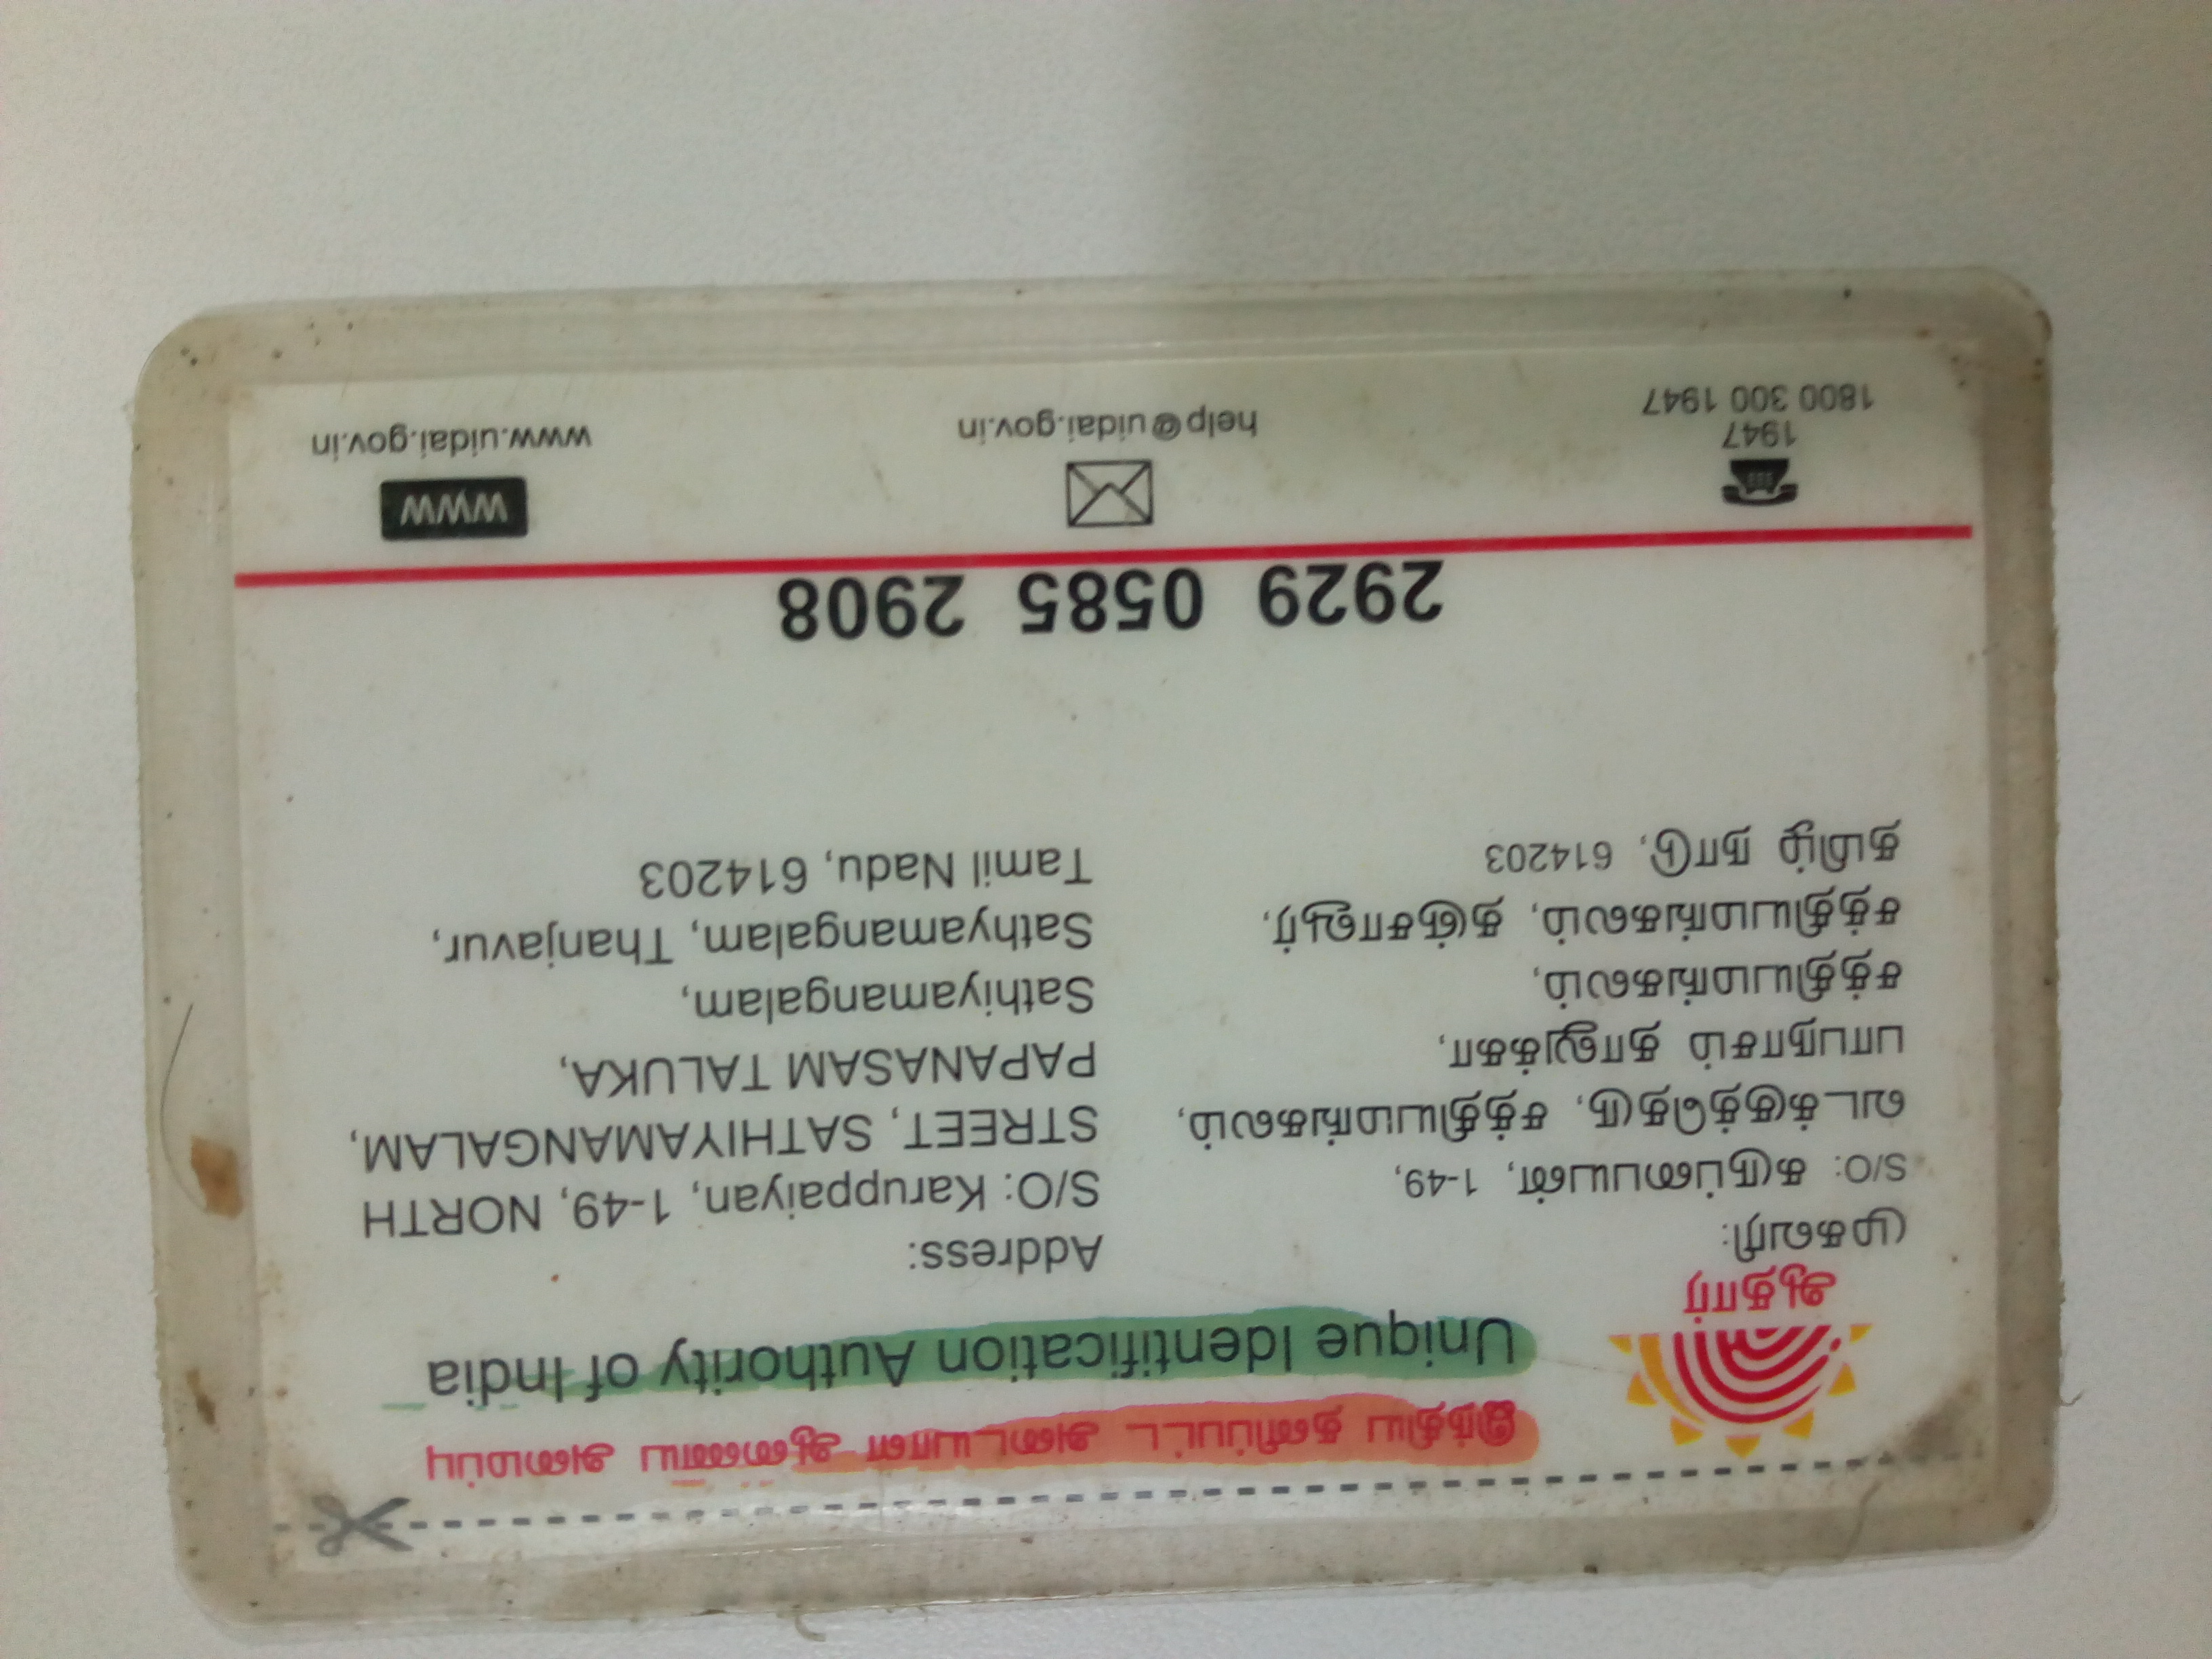 இந்திய தனிப்பட்ட அடையாள ஆணைய அமைப்பு
Unique Identification Authority of India
ஆதார்
முகவரி:
S/O: கருப்பையன், 1-49,
வடக்குத்தெரு, சத்தியமங்கலம்,
பாபநாசம் தாலுக்கா,
சத்தியமங்கலம்,
சத்தியமங்கலம், தஞ்சாவூர்,
தமிழ் நாடு, 614203
Address:
S/O: Karuppaiyan, 1-49, NORTH
STREET, SATHIYAMANGALAM,
PAPANASAM TALUKA,
Sathiyamangalam,
Sathyamangalam, Thanjavur,
Tamil Nadu, 614203
2929 0585 2908
1947
1800 300 1947
help@uidai.gov.in
WWW
www.uidai.gov.in